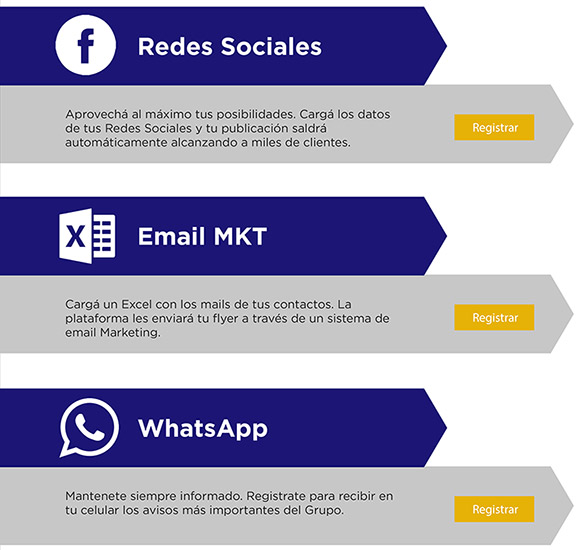 Redes Sociales
Aprovechá al máximo tus posibilidades. Cargá los datos
de tus Redes Sociales y tu publicación saldrá
automáticamente alcanzando a miles de clientes.
Registrar
Email MKT
Cargá un Excel con los mails de tus contactos. La
plataforma les enviará tu flyer a través de un sistema de
email Marketing.
Registrar
WhatsApp
Mantenete siempre informado. Registrate para recibir en
tu celular los avisos más importantes del Grupo.
Registrar